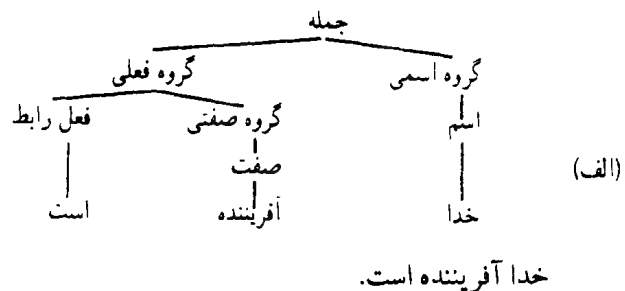 جمله
گروه اسمی گروه فعلی
اسم گروه صفتی فعل رابط
صفت
(الف)
خدا آفریننده است
خدا آفریننده است.